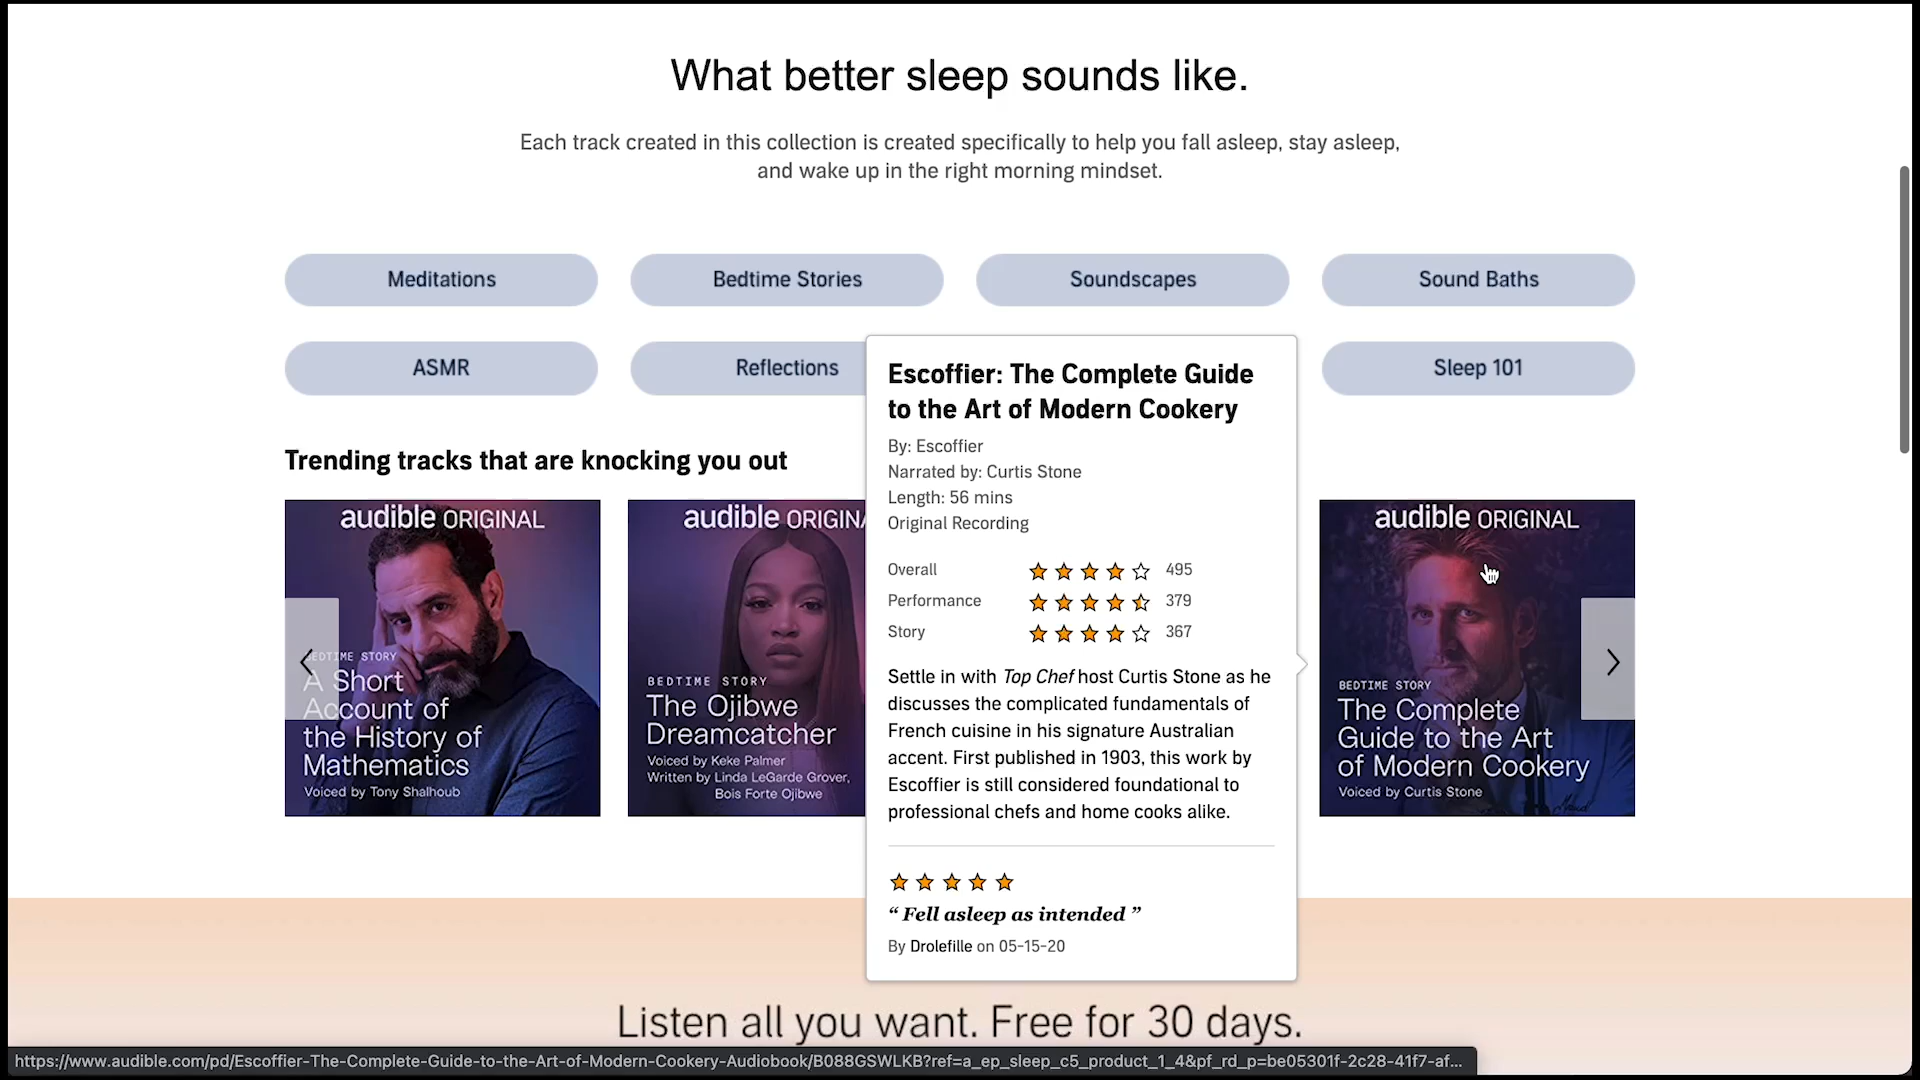 What better sleep sounds like.
Each track created in this collection is created specifically to help you fall asleep, stay asleep,
and wake up in the right morning mindset.
Meditations
Bedtime Stories
Soundscapes
Sound Baths
ASMR
Reflections
Sleep 101
Trending tracks that are knocking you out
audible ORIGINAL
BEDTIME STORY
A Short
Account of
the History of
Mathematics
Voiced by Tony Shalhoub
audible ORIGINA
BEDTIME STORY
The Ojibwe
Dreamcatcher
Voiced by Keke Palmer
Written by Linda LeGarde Grover,
Bois Forte Ojibwe
Escoffier: The Complete Guide
to the Art of Modern Cookery
By: Escoffier
Narrated by: Curtis Stone
Length: 56 mins
Original Recording
Overall 495
Performance 379
Story 367
Settle in with Top Chef host Curtis Stone as he
discusses the complicated fundamentals of
French cuisine in his signature Australian
accent. First published in 1903, this work by
Escoffier is still considered foundational to
professional chefs and home cooks alike.
“ Fell asleep as intended ”
By Drolefille on 05-15-20
audible ORIGINAL
BEDTIME STORY
The Complete
Guide to the Art
of Modern Cookery
Voiced by Curtis Stone
Listen all you want. Free for 30 days.
https://www.audible.com/pd/Escoffier-The-Complete-Guide-to-the-Art-of-Modern-Cookery-Audiobook/B088GSWLKB?ref=a_ep_sleep_c5_product_1_4&pf_rd_p=be05301f-2c28-41f7-af...